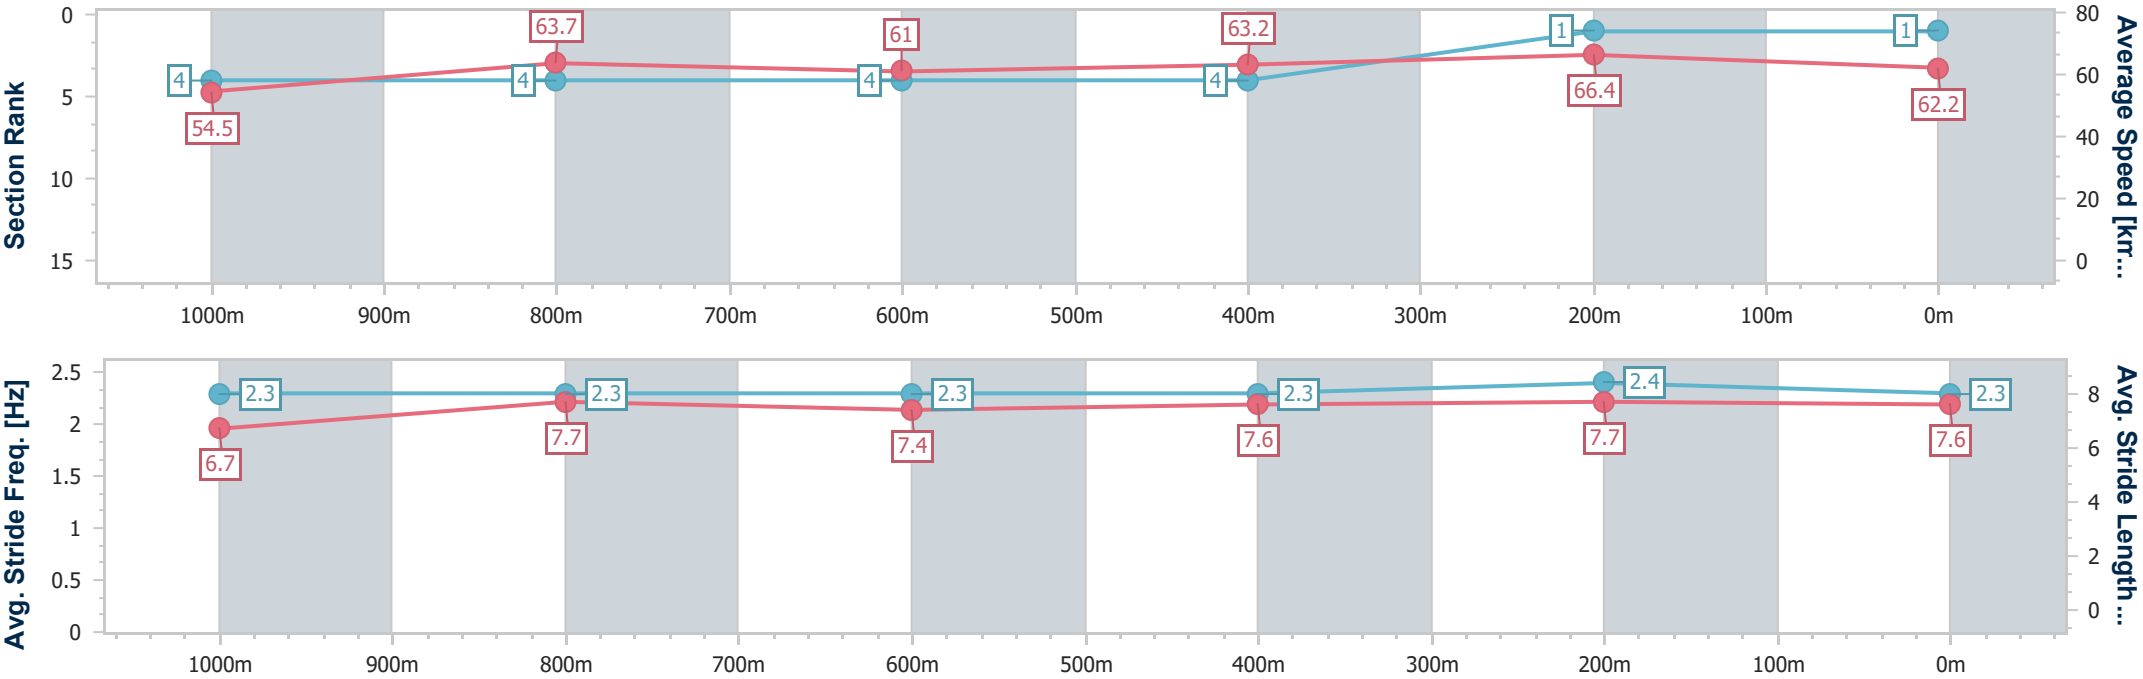 Section Rank
0
5
10
15
4
4
4
4
1
1
54.5
63.7
61
63.2
66.4
62.2
80
60
40
20
0
Average Speed [km...
1000m
900m
800m
700m
600m
500m
400m
300m
200m
100m
0m
Avg. Stride Freq. [Hz]
2.5
2
1.5
1
0.5
0
2.3
2.3
2.3
2.3
2.4
2.3
6.7
7.7
7.4
7.6
7.7
7.6
8
6
4
2
0
Avg. Stride Length...
1000m
900m
800m
700m
600m
500m
400m
300m
200m
100m
0m